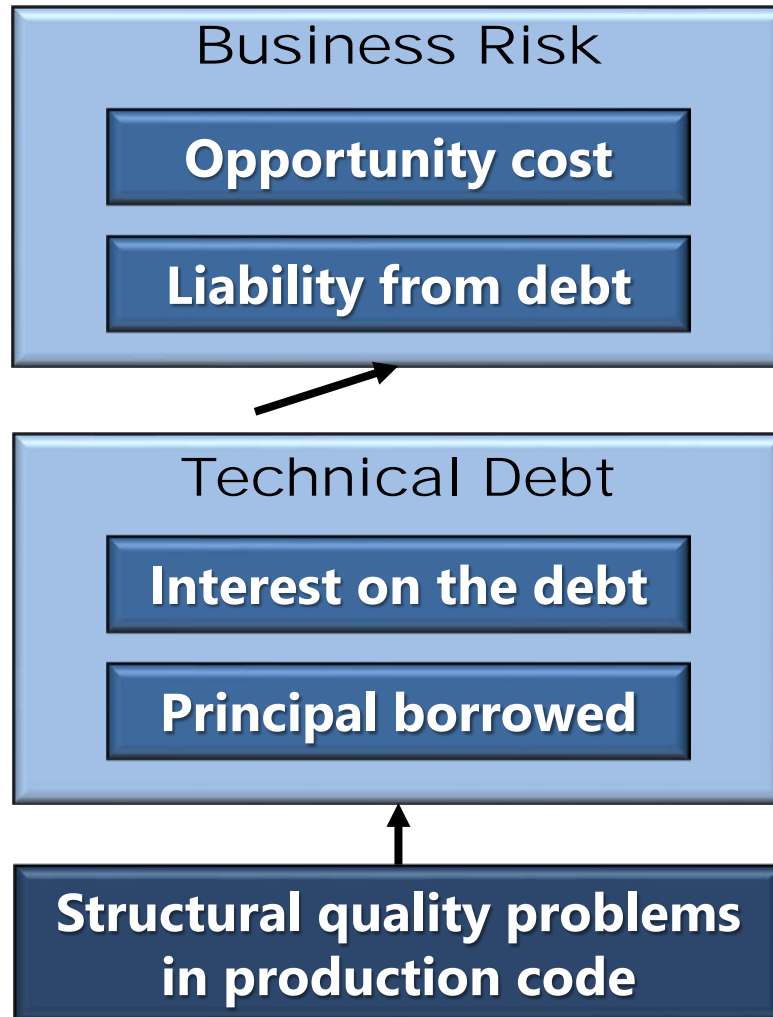 Business Risk
Opportunity cost
Liability from debt
Technical Debt
Interest on the debt
Principal borrowed
Structural quality problems
in production code